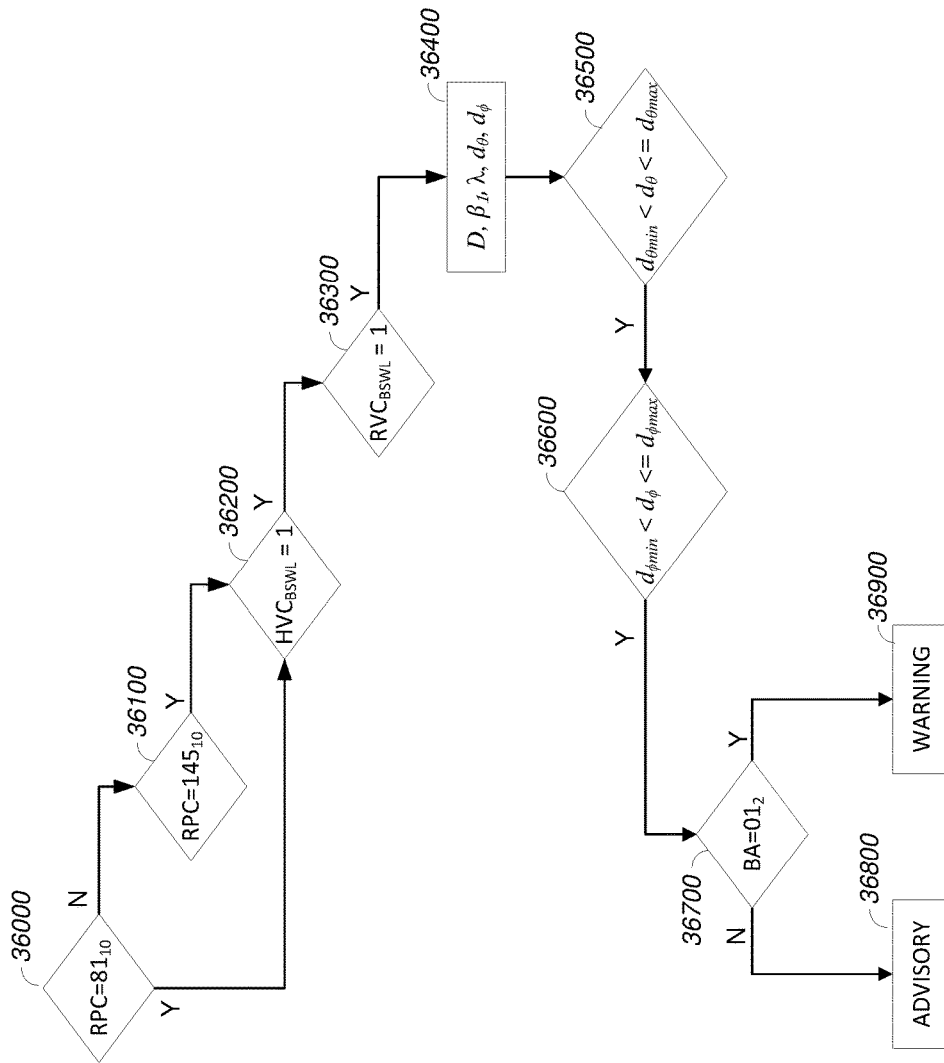 36000
RPC=81₁₀
N
Y
36100
RPC=145₁₀
Y
36200
HVC_BSWL = 1
Y
36300
RVC_BSWL = 1
Y
36400
D, β₁, λ, d_θ, d_ϕ
36500
d_θmin < d_θ <= d_θmax
Y
36600
d_ϕmin < d_ϕ <= d_ϕmax
Y
36700
BA=01₂
N
Y
36800
ADVISORY
36900
WARNING